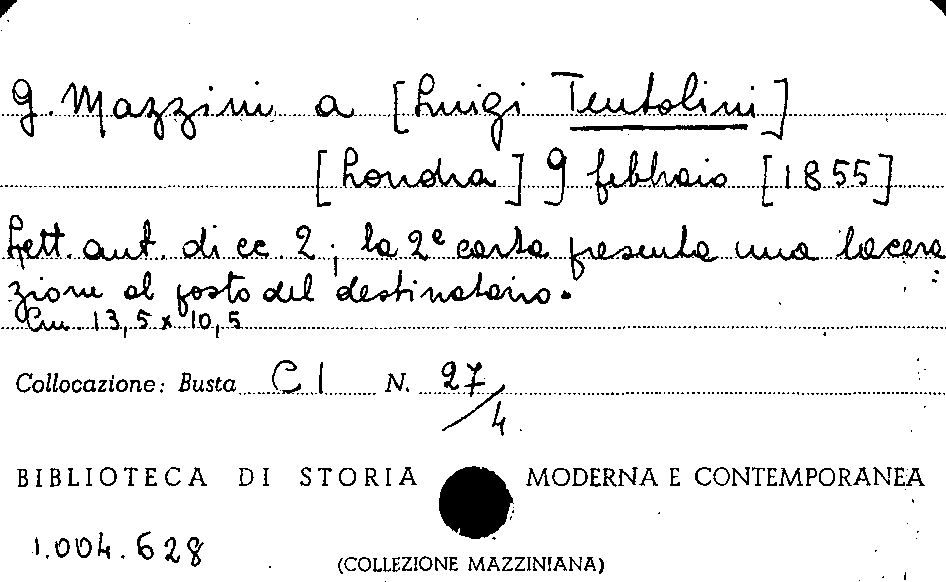 G. Mazzini a [Luigi Tentolini]
[Londra] 9 febbraio [1855]
Lett. aut. di cc. 2; la 2ª carta presenta una lacera
zione al posto del destinatario.
Cm. 13,5 x 10,5
Collocazione: Busta C I N. 27/4
BIBLIOTECA DI STORIA MODERNA E CONTEMPORANEA
1.004.628
(COLLEZIONE MAZZINIANA)